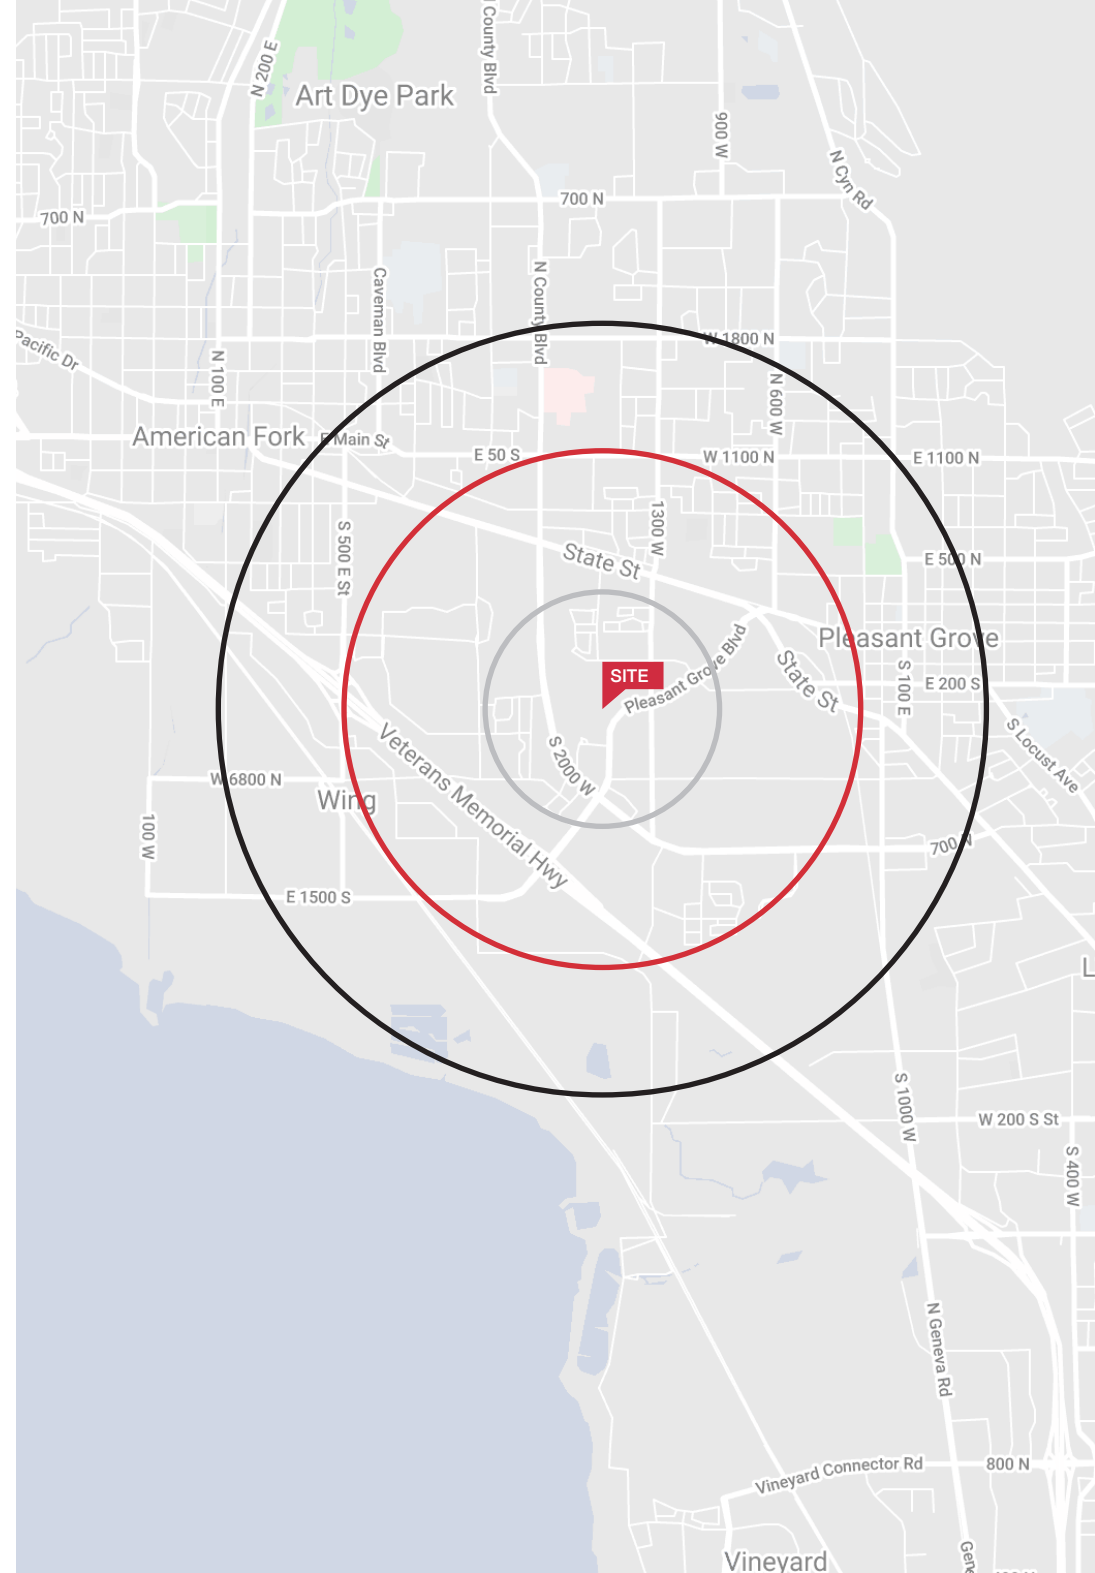 N County Blvd
N 200 E
Art Dye Park
900 W
N Cyn Rd
700 N
700 N
Caveman Blvd
N County Blvd
Pacific Dr
W 1800 N
N 100 E
N 600 W
American Fork
E Main St
E 50 S
W 1100 N
E 1100 N
1300 W
S 500 E St
State St
E 500 N
Pleasant Grove Blvd
Pleasant Grove
SITE
State St
S 100 E
E 200 S
S Locust Ave
Veterans Memorial Hwy
S 2000 W
W 6800 N
Wing
100 W
700 N
E 1500 S
L
S 1000 W
W 200 S St
S 400 W
N Geneva Rd
Vineyard Connector Rd
800 N
Gene
Vineyard